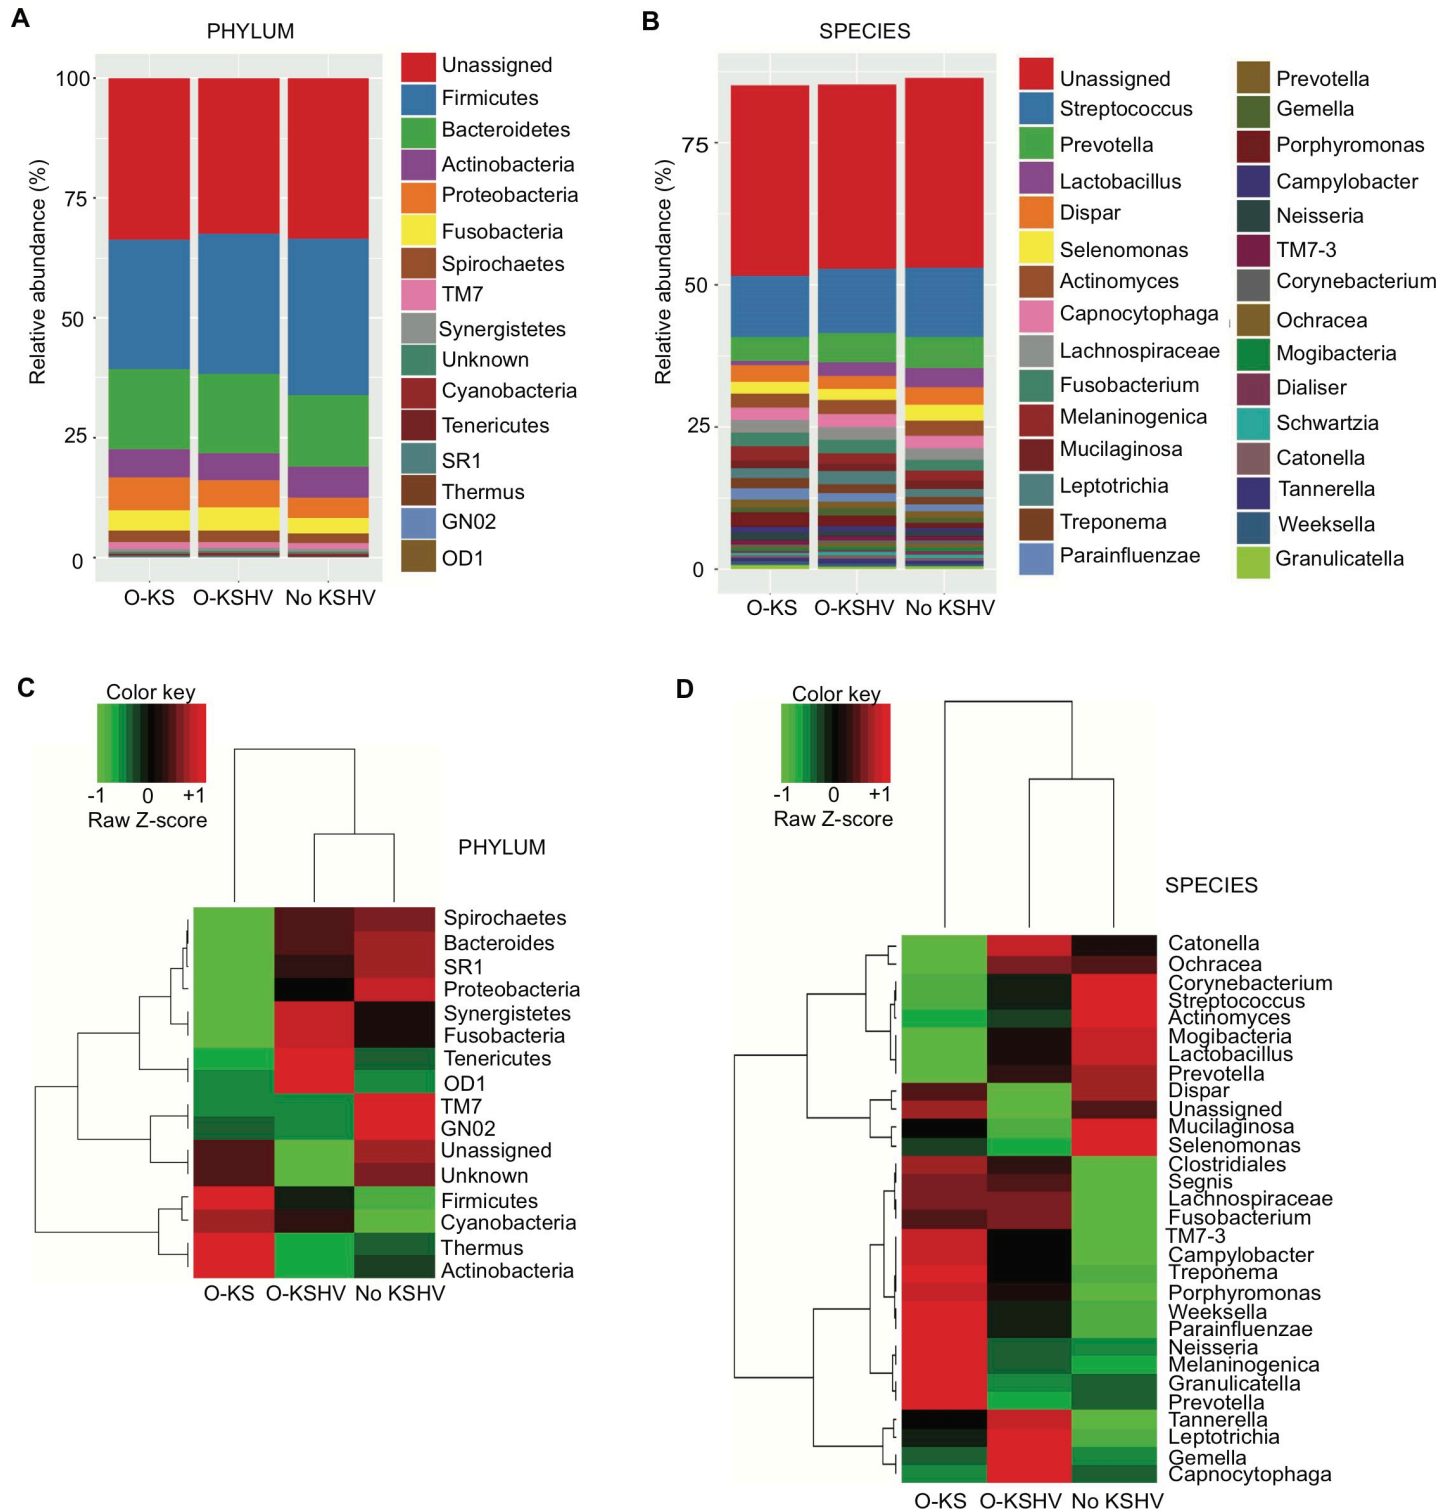 A
PHYLUM
Relative abundance (%)
100
75
50
25
0
O-KS
O-KSHV
No KSHV
Unassigned
Firmicutes
Bacteroidetes
Actinobacteria
Proteobacteria
Fusobacteria
Spirochaetes
TM7
Synergistetes
Unknown
Cyanobacteria
Tenericutes
SR1
Thermus
GN02
OD1
B
SPECIES
Relative abundance (%)
75
50
25
0
O-KS
O-KSHV
No KSHV
Unassigned
Streptococcus
Prevotella
Lactobacillus
Dispar
Selenomonas
Actinomyces
Capnocytophaga
Lachnospiraceae
Fusobacterium
Melaninogenica
Mucilaginosa
Leptotrichia
Treponema
Parainfluenzae
Prevotella
Gemella
Porphyromonas
Campylobacter
Neisseria
TM7-3
Corynebacterium
Ochracea
Mogibacteria
Dialiser
Schwartzia
Catonella
Tannerella
Weeksella
Granulicatella
C
Color key
-1 0 +1
Raw Z-score
PHYLUM
Spirochaetes
Bacteroides
SR1
Proteobacteria
Synergistetes
Fusobacteria
Tenericutes
OD1
TM7
GN02
Unassigned
Unknown
Firmicutes
Cyanobacteria
Thermus
Actinobacteria
O-KS O-KSHV No KSHV
D
Color key
-1 0 +1
Raw Z-score
SPECIES
Catonella
Ochracea
Corynebacterium
Streptococcus
Actinomyces
Mogibacteria
Lactobacillus
Prevotella
Dispar
Unassigned
Mucilaginosa
Selenomonas
Clostridiales
Segnis
Lachnospiraceae
Fusobacterium
TM7-3
Campylobacter
Treponema
Porphyromonas
Weeksella
Parainfluenzae
Neisseria
Melaninogenica
Granulicatella
Prevotella
Tannerella
Leptotrichia
Gemella
Capnocytophaga
O-KS O-KSHV No KSHV